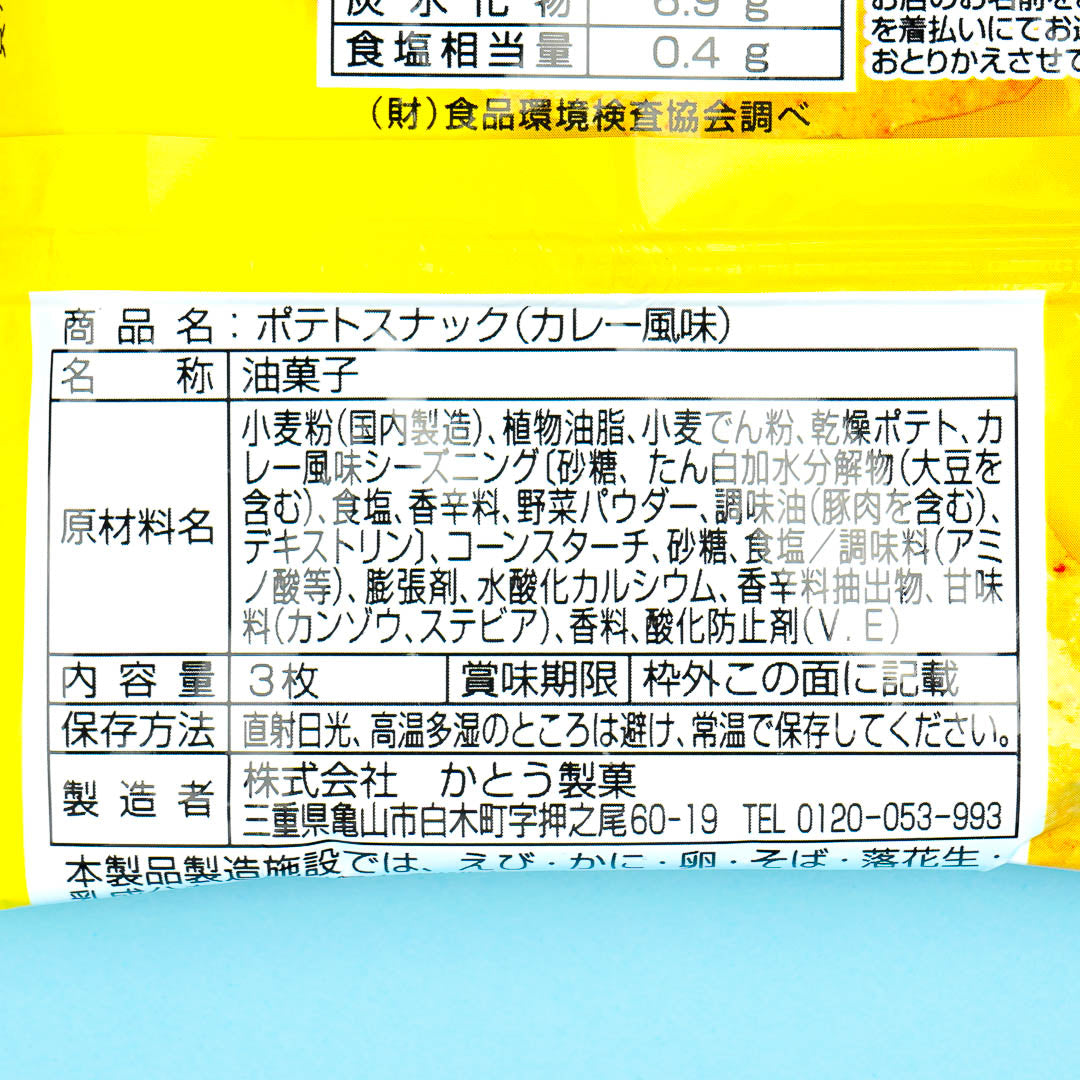 炭水化物 6.9 g
食塩相当量 0.4 g
を着払いにてお
おとりかえさせて
(財)食品環境検査協会調べ
商品名:ポテトスナック(カレー風味)
名称 油菓子
原材料名 小麦粉(国内製造)、植物油脂、小麦でん粉、乾燥ポテト、カ
レー風味シーズニング〔砂糖、たん白加水分解物(大豆を
含む)、食塩、香辛料、野菜パウダー、調味油(豚肉を含む)、
デキストリン〕、コーンスターチ、砂糖、食塩/調味料(アミ
ノ酸等)、膨張剤、水酸化カルシウム、香辛料抽出物、甘味
料(カンゾウ、ステビア)、香料、酸化防止剤(V.E)
内容量 3枚 賞味期限 枠外この面に記載
保存方法 直射日光、高温多湿のところは避け、常温で保存してください。
製造者 株式会社 かとう製菓
三重県亀山市白木町字押之尾60-19 TEL 0120-053-993
本製品製造施設では、えび・かに・卵・そば・落花生・